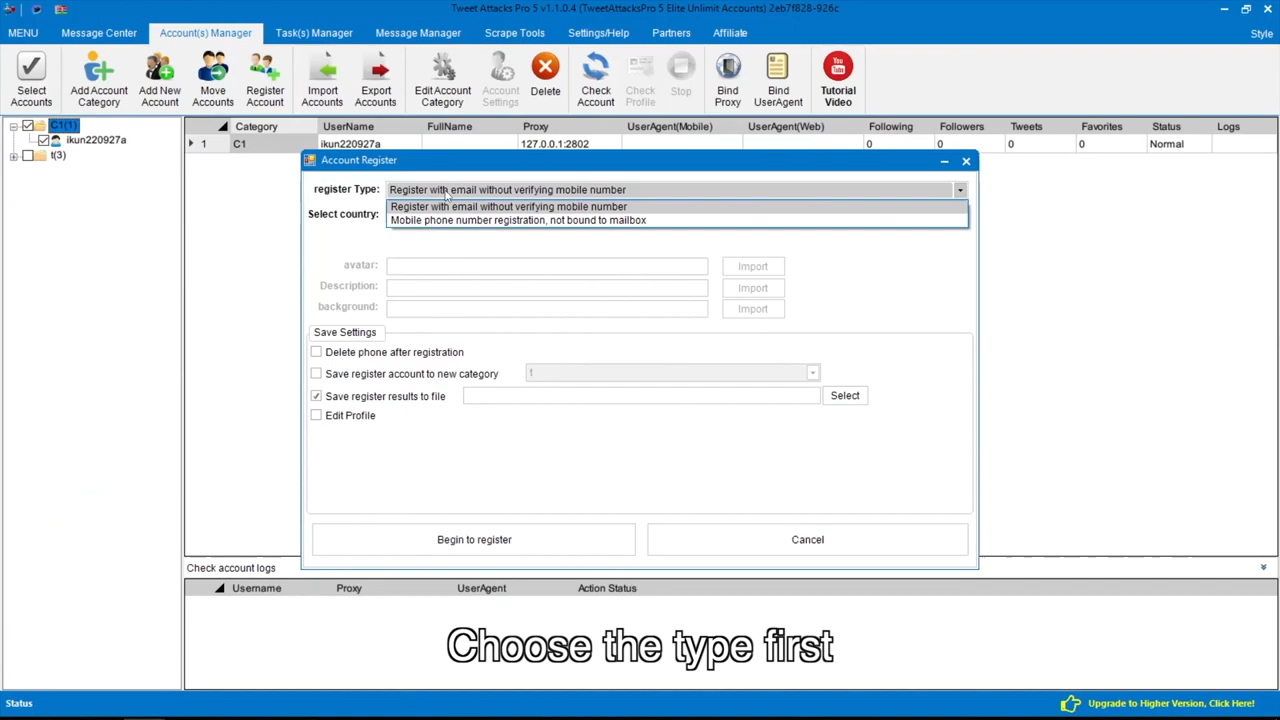 Tweet Attacks Pro 5 v1.1.0.4 (TweetAttacksPro 5 Elite Unlimit Accounts) 2eb7f828-926c
MENU Message Center Account(s) Manager Task(s) Manager Message Manager Scrape Tools Settings/Help Partners Affiliate Style
Select Accounts
Add Account Category
Add New Account
Move Accounts
Register Account
Import Accounts
Export Accounts
Edit Account Category
Account Settings
Delete
Check Account
Check Profile
Stop
Bind Proxy
Bind UserAgent
You Tube
Tutorial Video
C1(1)
ikun220927a
t(3)
Category UserName FullName Proxy UserAgent(Mobile) UserAgent(Web) Following Followers Tweets Favorites Status Logs
1 C1 ikun220927a 127.0.0.1:2802 0 0 0 0 Normal
Account Register
register Type: Register with email without verifying mobile number
Register with email without verifying mobile number
Select country:
Mobile phone number registration, not bound to mailbox
avatar: Import
Description: Import
background: Import
Save Settings
Delete phone after registration
Save register account to new category t
Save register results to file Select
Edit Profile
Begin to register Cancel
Check account logs
Username Proxy UserAgent Action Status
Choose the type first
Status Upgrade to Higher Version, Click Here!